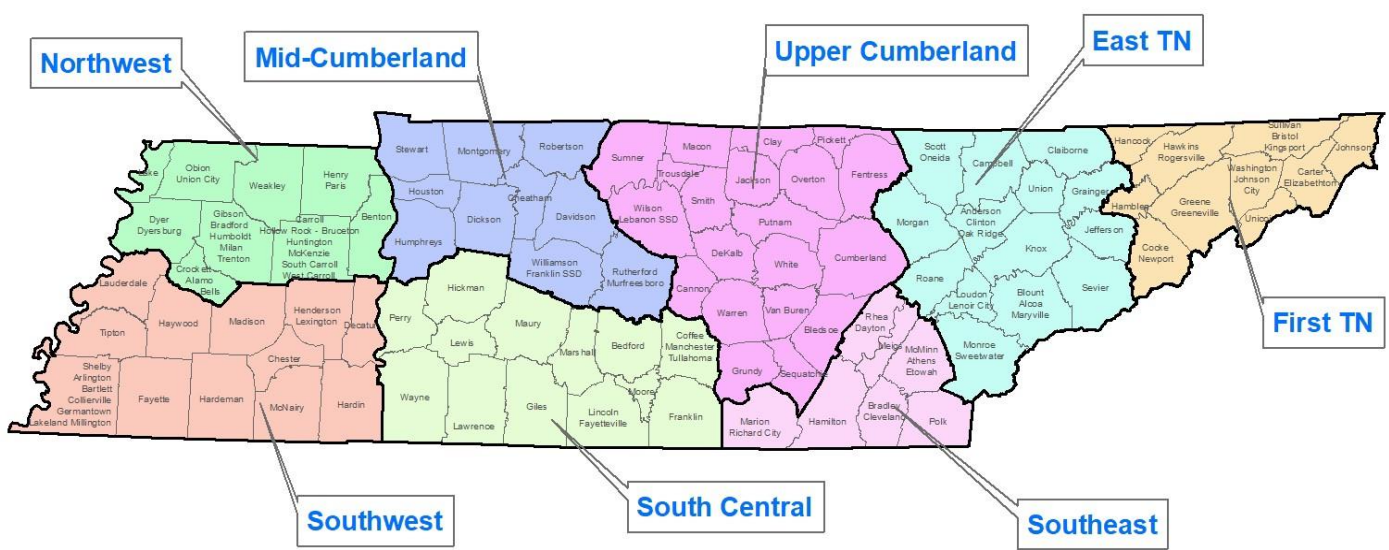 Northwest
Mid-Cumberland
Upper Cumberland
East TN
First TN
Southwest
South Central
Southeast
Lake
Obion
Union City
Weakley
Henry
Paris
Dyer
Dyersburg
Gibson
Bradford
Humboldt
Milan
Trenton
Carroll
Hollow Rock - Bruceton
Huntington
McKenzie
South Carroll
West Carroll
Benton
Crockett
Alamo
Bells
Stewart
Montgomery
Robertson
Houston
Cheatham
Dickson
Davidson
Humphreys
Williamson
Franklin SSD
Rutherford
Murfreesboro
Sumner
Macon
Clay
Pickett
Trousdale
Jackson
Overton
Fentress
Wilson
Lebanon SSD
Smith
Putnam
DeKalb
White
Cumberland
Cannon
Warren
Van Buren
Bledsoe
Grundy
Sequatchie
Scott
Oneida
Campbell
Claiborne
Union
Grainger
Morgan
Anderson
Clinton
Oak Ridge
Jefferson
Knox
Roane
Loudon
Lenoir City
Blount
Alcoa
Maryville
Sevier
Monroe
Sweetwater
Hancock
Hawkins
Rogersville
Sullivan
Bristol
Kingsport
Johnson
Washington
Johnson
City
Carter
Elizabethton
Hamblen
Greene
Greeneville
Unicoi
Cocke
Newport
Lauderdale
Tipton
Haywood
Madison
Henderson
Lexington
Decatur
Chester
Shelby
Arlington
Bartlett
Collierville
Germantown
Lakeland Millington
Fayette
Hardeman
McNairy
Hardin
Hickman
Perry
Lewis
Maury
Marshall
Bedford
Coffee
Manchester
Tullahoma
Wayne
Lawrence
Giles
Moore
Lincoln
Fayetteville
Franklin
Rhea
Dayton
Meigs
McMinn
Athens
Etowah
Marion
Richard City
Hamilton
Bradley
Cleveland
Polk